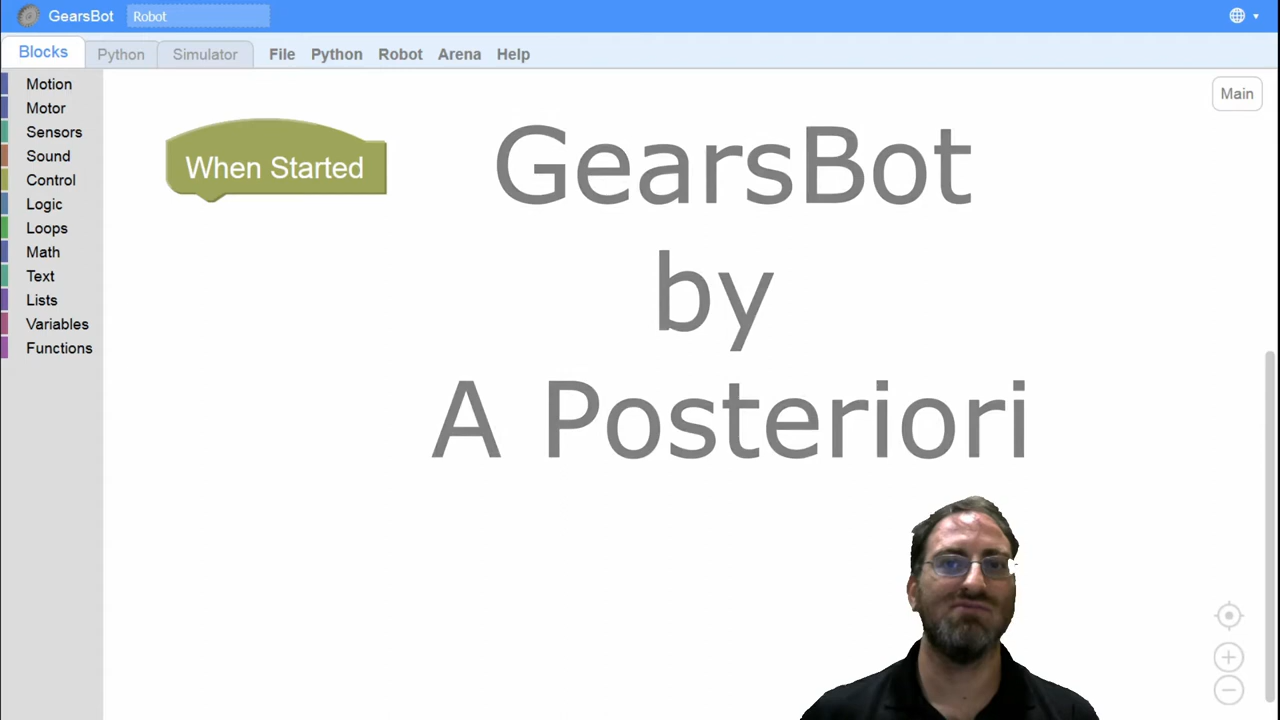 GearsBot Robot
Blocks Python Simulator File Python Robot Arena Help
Motion
Motor
Sensors
Sound
Control
Logic
Loops
Math
Text
Lists
Variables
Functions
Main
When Started
GearsBot
by
A Posteriori